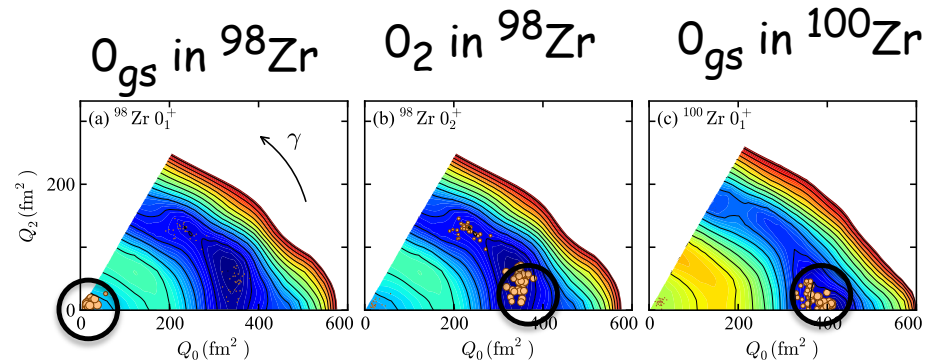 0gs in 98Zr
02 in 98Zr
0gs in 100Zr
(a) 98Zr 0+1
γ
(b) 98Zr 0+2
(c) 100Zr 0+1
Q2(fm2)
200
0
0 200 400 600
0 200 400 600
0 200 400 600
Q0(fm2)
Q0(fm2)
Q0(fm2)